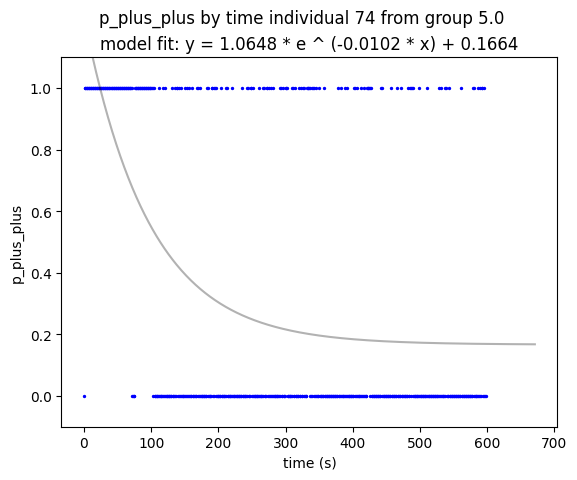 p_plus_plus by time individual 74 from group 5.0
model fit: y = 1.0648 * e ^ (-0.0102 * x) + 0.1664
1.0
0.8
0.6
0.4
0.2
0.0
p_plus_plus
0 100 200 300 400 500 600 700
time (s)